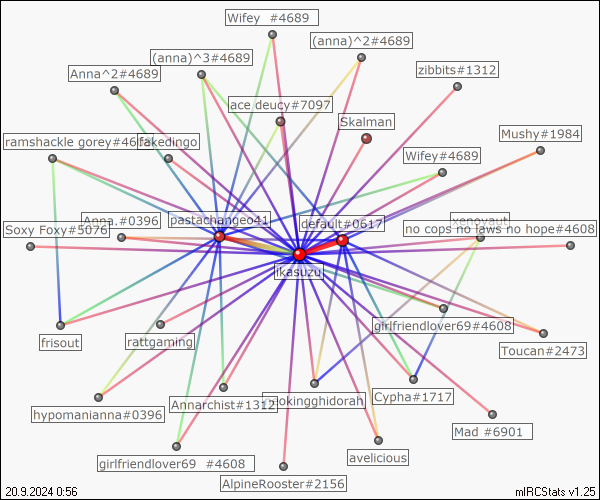 Wifey #4689
(anna)^2#4689
(anna)^3#4689
Anna^2#4689
zibbits#1312
ace deucy#7097
Skalman
Mushy#1984
ramshackle gorey#46
fakedingo
Wifey#4689
pastachangeo41
default#0617
Anna.#0396
xenovaut
Soxy Foxy#5076
no cops no laws no hope#4608
ikasuzu
girlfriendlover69#4608
frisout
rattgaming
Toucan#2473
hypomanianna#0396
Annarchist#1312
ookingghidorah
Cypha#1717
Mad #6901
girlfriendlover69 #4608
avelicious
AlpineRooster#2156
20.9.2024 0:56
mIRCStats v1.25